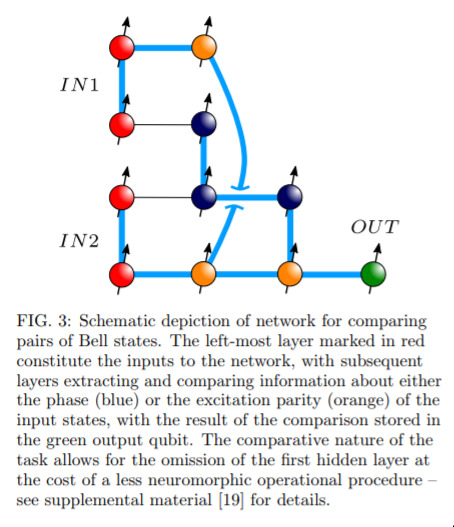 IN1
IN2
OUT
FIG. 3: Schematic depiction of network for comparing
pairs of Bell states. The left-most layer marked in red
constitute the inputs to the network, with subsequent
layers extracting and comparing information about either
the phase (blue) or the excitation parity (orange) of the
input states, with the result of the comparison stored in
the green output qubit. The comparative nature of the
task allows for the omission of the first hidden layer at
the cost of a less neuromorphic operational procedure –
see supplemental material [19] for details.